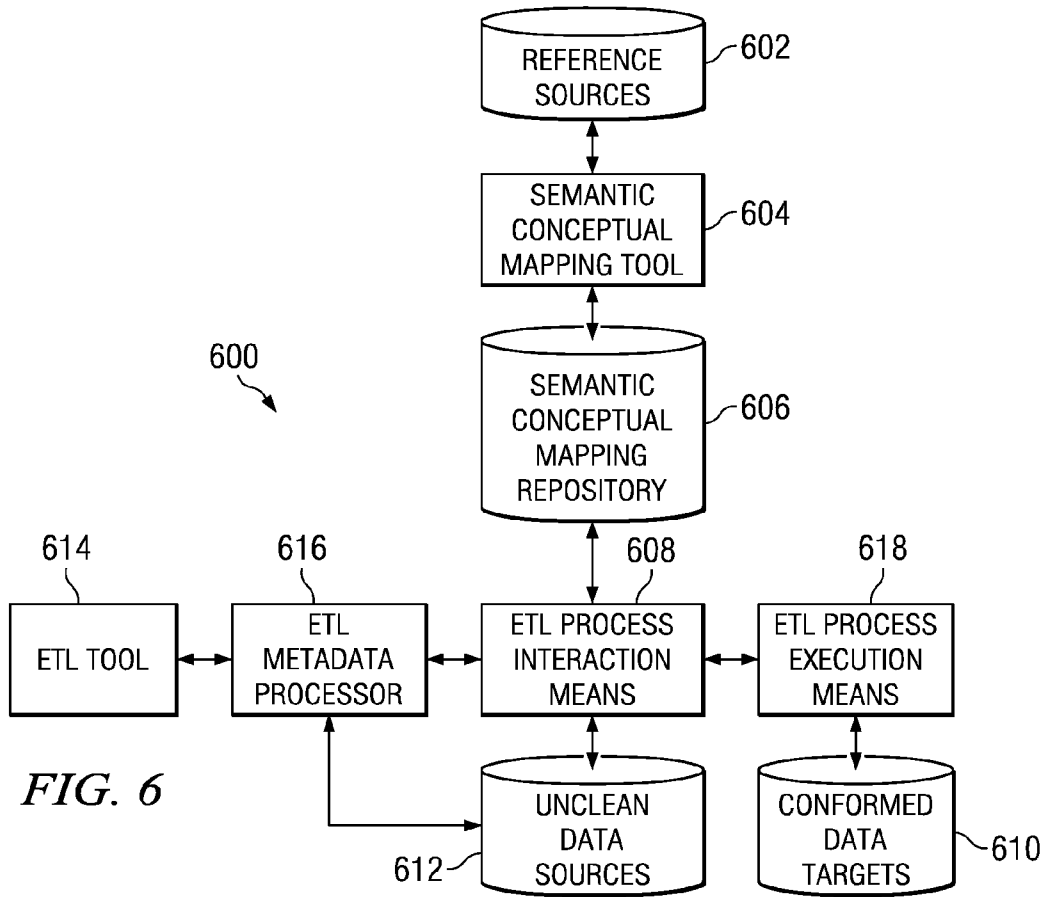 REFERENCE
SOURCES
602
SEMANTIC
CONCEPTUAL
MAPPING TOOL
604
600
SEMANTIC
CONCEPTUAL
MAPPING
REPOSITORY
606
614
616
608
618
ETL TOOL
ETL
METADATA
PROCESSOR
ETL PROCESS
INTERACTION
MEANS
ETL PROCESS
EXECUTION
MEANS
FIG. 6
UNCLEAN
DATA
SOURCES
612
CONFORMED
DATA
TARGETS
610